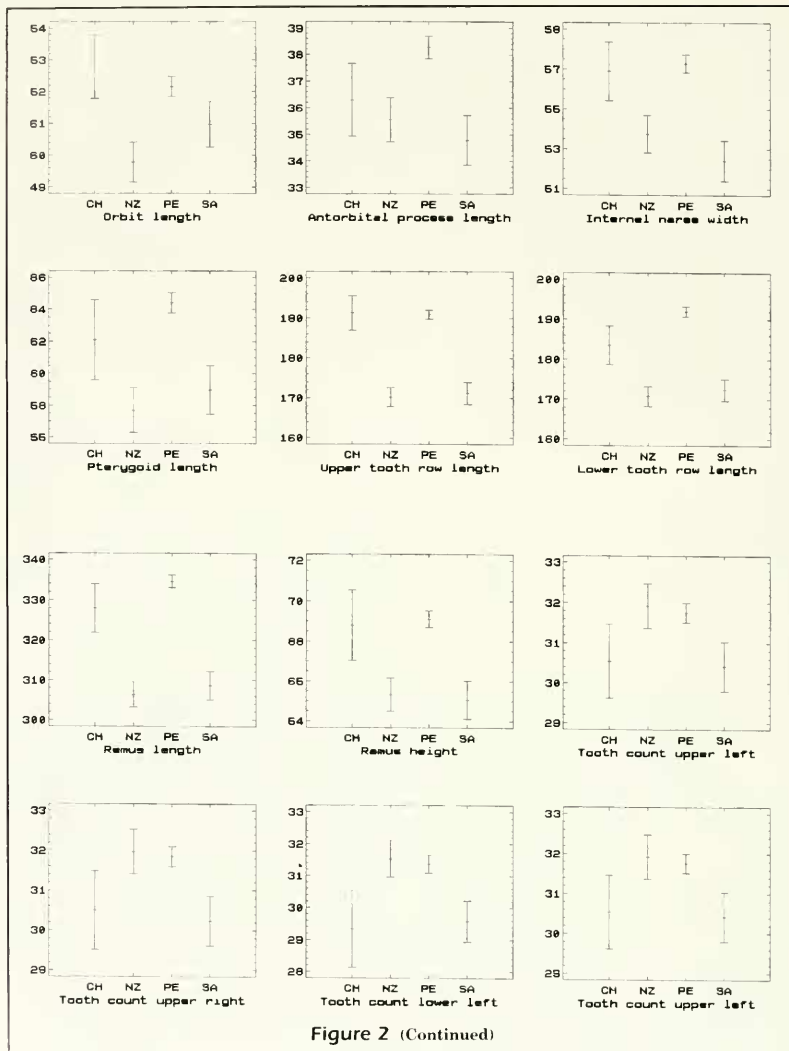 54
53
52
51
50
49
CH NZ PE SA
Orbit length
39
38
37
36
35
34
33
CH NZ PE SA
Antorbital process length
59
57
55
53
51
CH NZ PE SA
Internal nares width
66
64
62
60
58
56
CH NZ PE SA
Pterygoid length
200
190
180
170
160
CH NZ PE SA
Upper tooth row length
200
190
180
170
160
CH NZ PE SA
Lower tooth row length
340
330
320
310
300
CH NZ PE SA
Ramus length
72
70
68
66
64
CH NZ PE SA
Ramus height
33
32
31
30
29
CH NZ PE SA
Tooth count upper left
33
32
31
30
29
CH NZ PE SA
Tooth count upper right
33
32
31
30
29
28
CH NZ PE SA
Tooth count lower left
33
32
31
30
29
CH NZ PE SA
Tooth count upper left
Figure 2 (Continued)